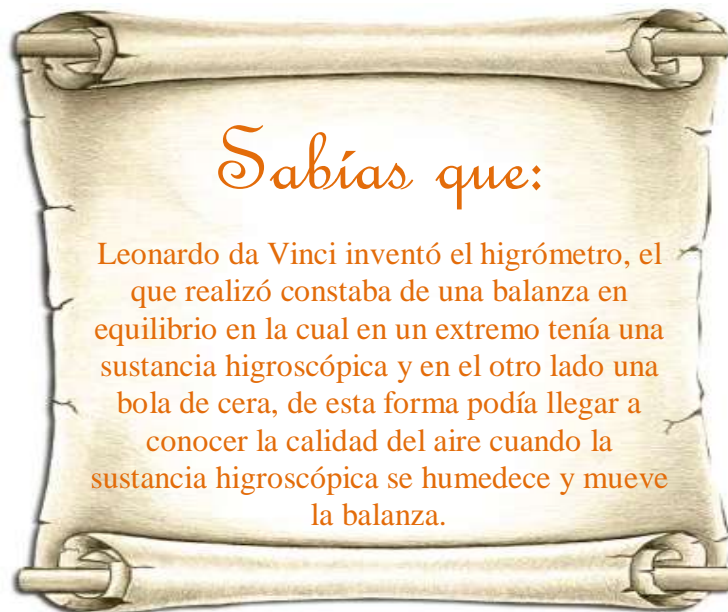 Sabías que:
Leonardo da Vinci inventó el higrómetro, el
que realizó constaba de una balanza en
equilibrio en la cual en un extremo tenía una
sustancia higroscópica y en el otro lado una
bola de cera, de esta forma podía llegar a
conocer la calidad del aire cuando la
sustancia higroscópica se humedece y mueve
la balanza.